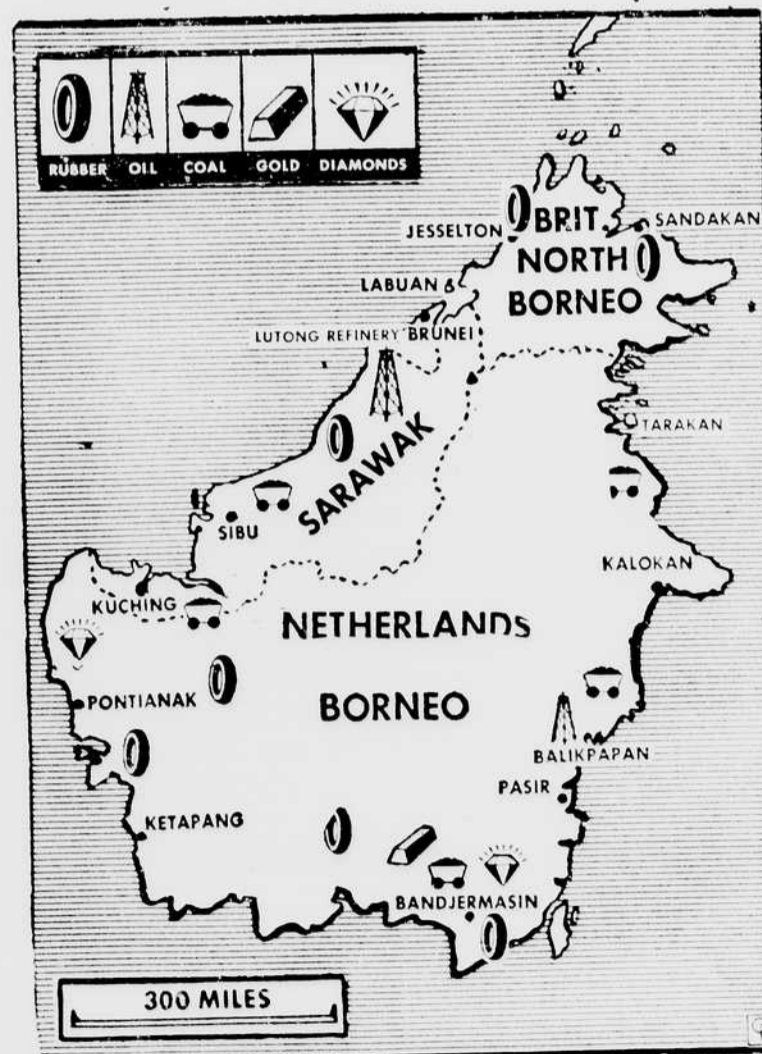 RUBBER OIL COAL GOLD DIAMONDS
JESSELTON
BRIT.
SANDAKAN
NORTH
BORNEO
LABUAN
LUTONG REFINERY
BRUNEI
TARAKAN
SARAWAK
SIBU
KALOKAN
KUCHING
NETHERLANDS
PONTIANAK
BORNEO
BALIKPAPAN
PASIR
KETAPANG
BANDJERMASIN
300 MILES